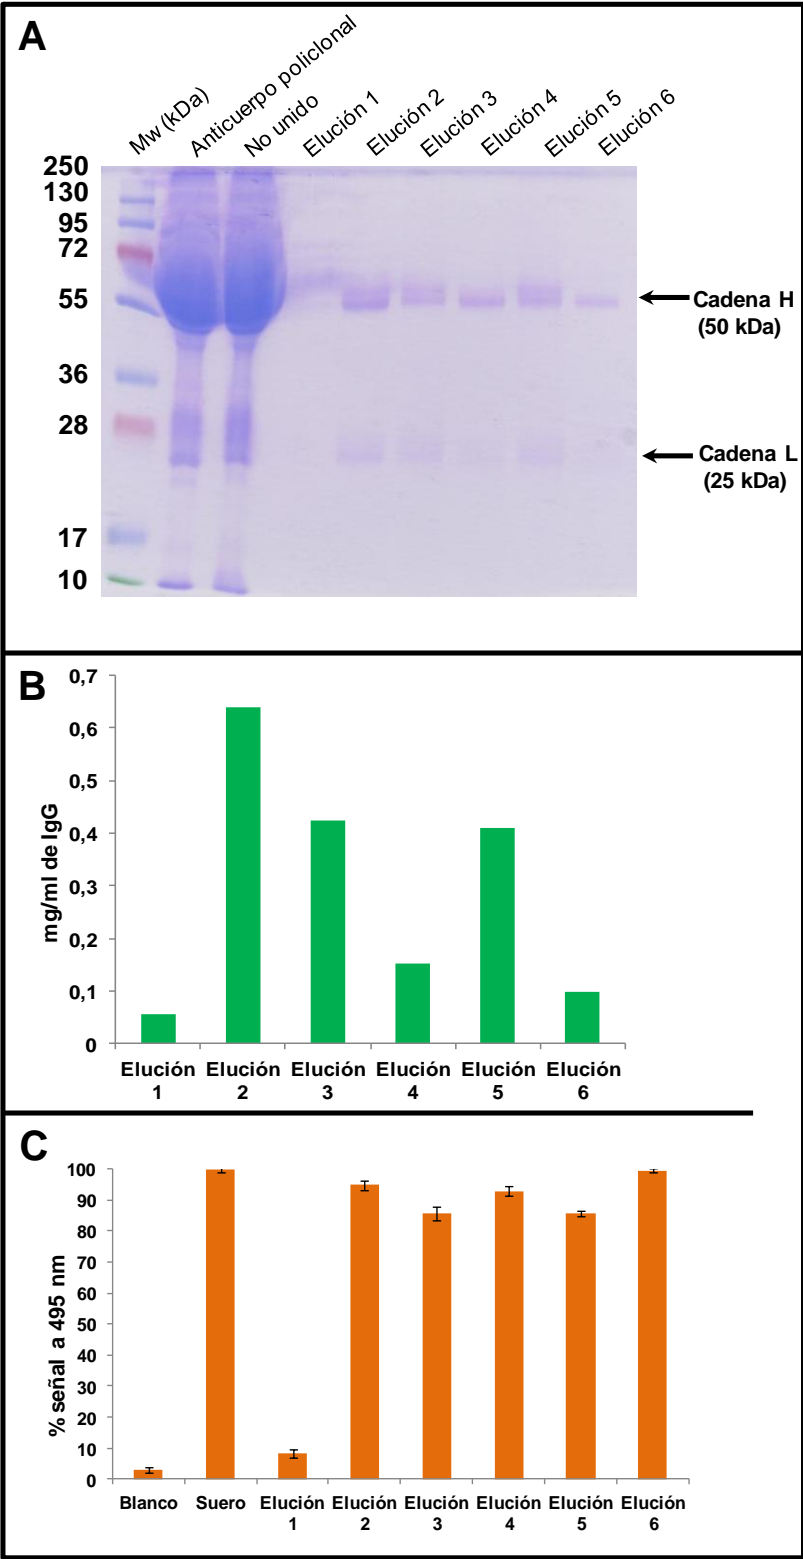 A
Mw (kDa)
Anticuerpo policlonal
No unido
Elución 1
Elución 2
Elución 3
Elución 4
Elución 5
Elución 6
250
130
95
72
55
36
28
17
10
Cadena H
(50 kDa)
Cadena L
(25 kDa)
B
mg/ml de IgG
0,7
0,6
0,5
0,4
0,3
0,2
0,1
0
Elución Elución Elución Elución Elución Elución
1 2 3 4 5 6
C
% señal a 495 nm
100
90
80
70
60
50
40
30
20
10
0
Blanco Suero Elución Elución Elución Elución Elución Elución
1 2 3 4 5 6